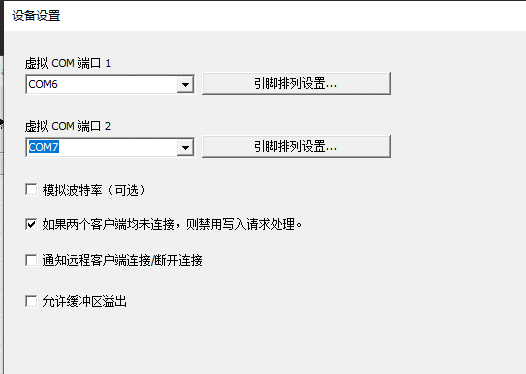 设备设置
虚拟 COM 端口 1
COM6
引脚排列设置...
虚拟 COM 端口 2
COM7
引脚排列设置...
模拟波特率（可选）
如果两个客户端均未连接，则禁用写入请求处理。
通知远程客户端连接/断开连接
允许缓冲区溢出